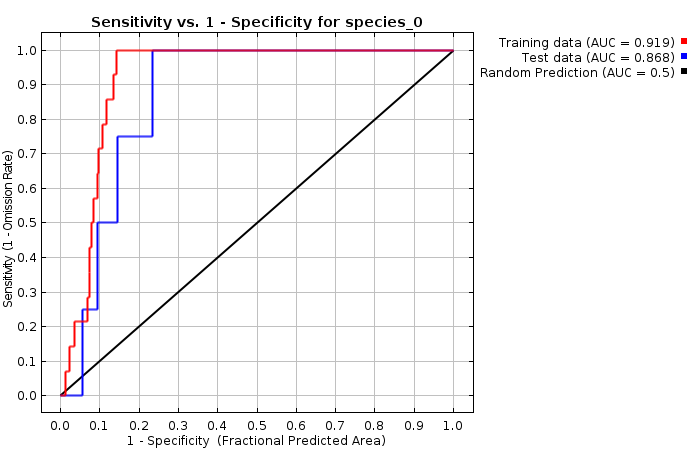 Sensitivity vs. 1 - Specificity for species_0
Training data (AUC = 0.919)
Test data (AUC = 0.868)
Random Prediction (AUC = 0.5)
Sensitivity (1 - Omission Rate)
1.0
0.9
0.8
0.7
0.6
0.5
0.4
0.3
0.2
0.1
0.0
0.0 0.1 0.2 0.3 0.4 0.5 0.6 0.7 0.8 0.9 1.0
1 - Specificity (Fractional Predicted Area)